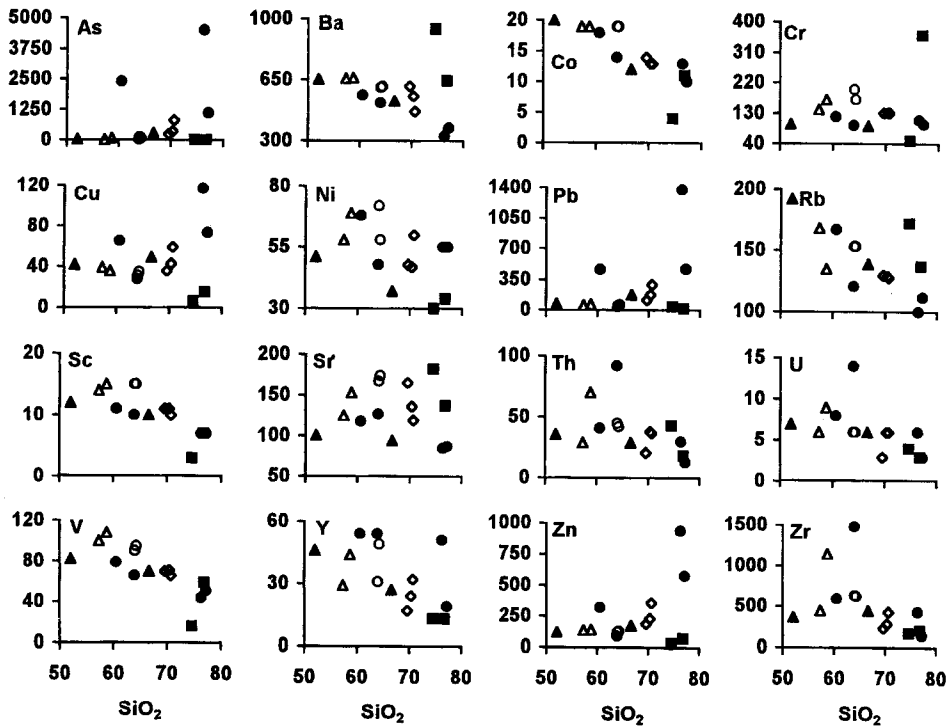 As
5000
3750
2500
1250
0
Ba
1000
650
300
Co
20
15
10
5
0
Cr
400
310
220
130
40
Cu
120
80
40
0
Ni
80
55
30
Pb
1400
1050
700
350
0
Rb
200
150
100
Sc
20
10
0
Sr
200
150
100
50
Th
100
50
0
U
15
10
5
0
V
120
80
40
0
Y
60
30
0
Zn
1000
750
500
250
0
Zr
1500
1000
500
0
50 60 70 80
50 60 70 80
50 60 70 80
50 60 70 80
SiO₂
SiO₂
SiO₂
SiO₂